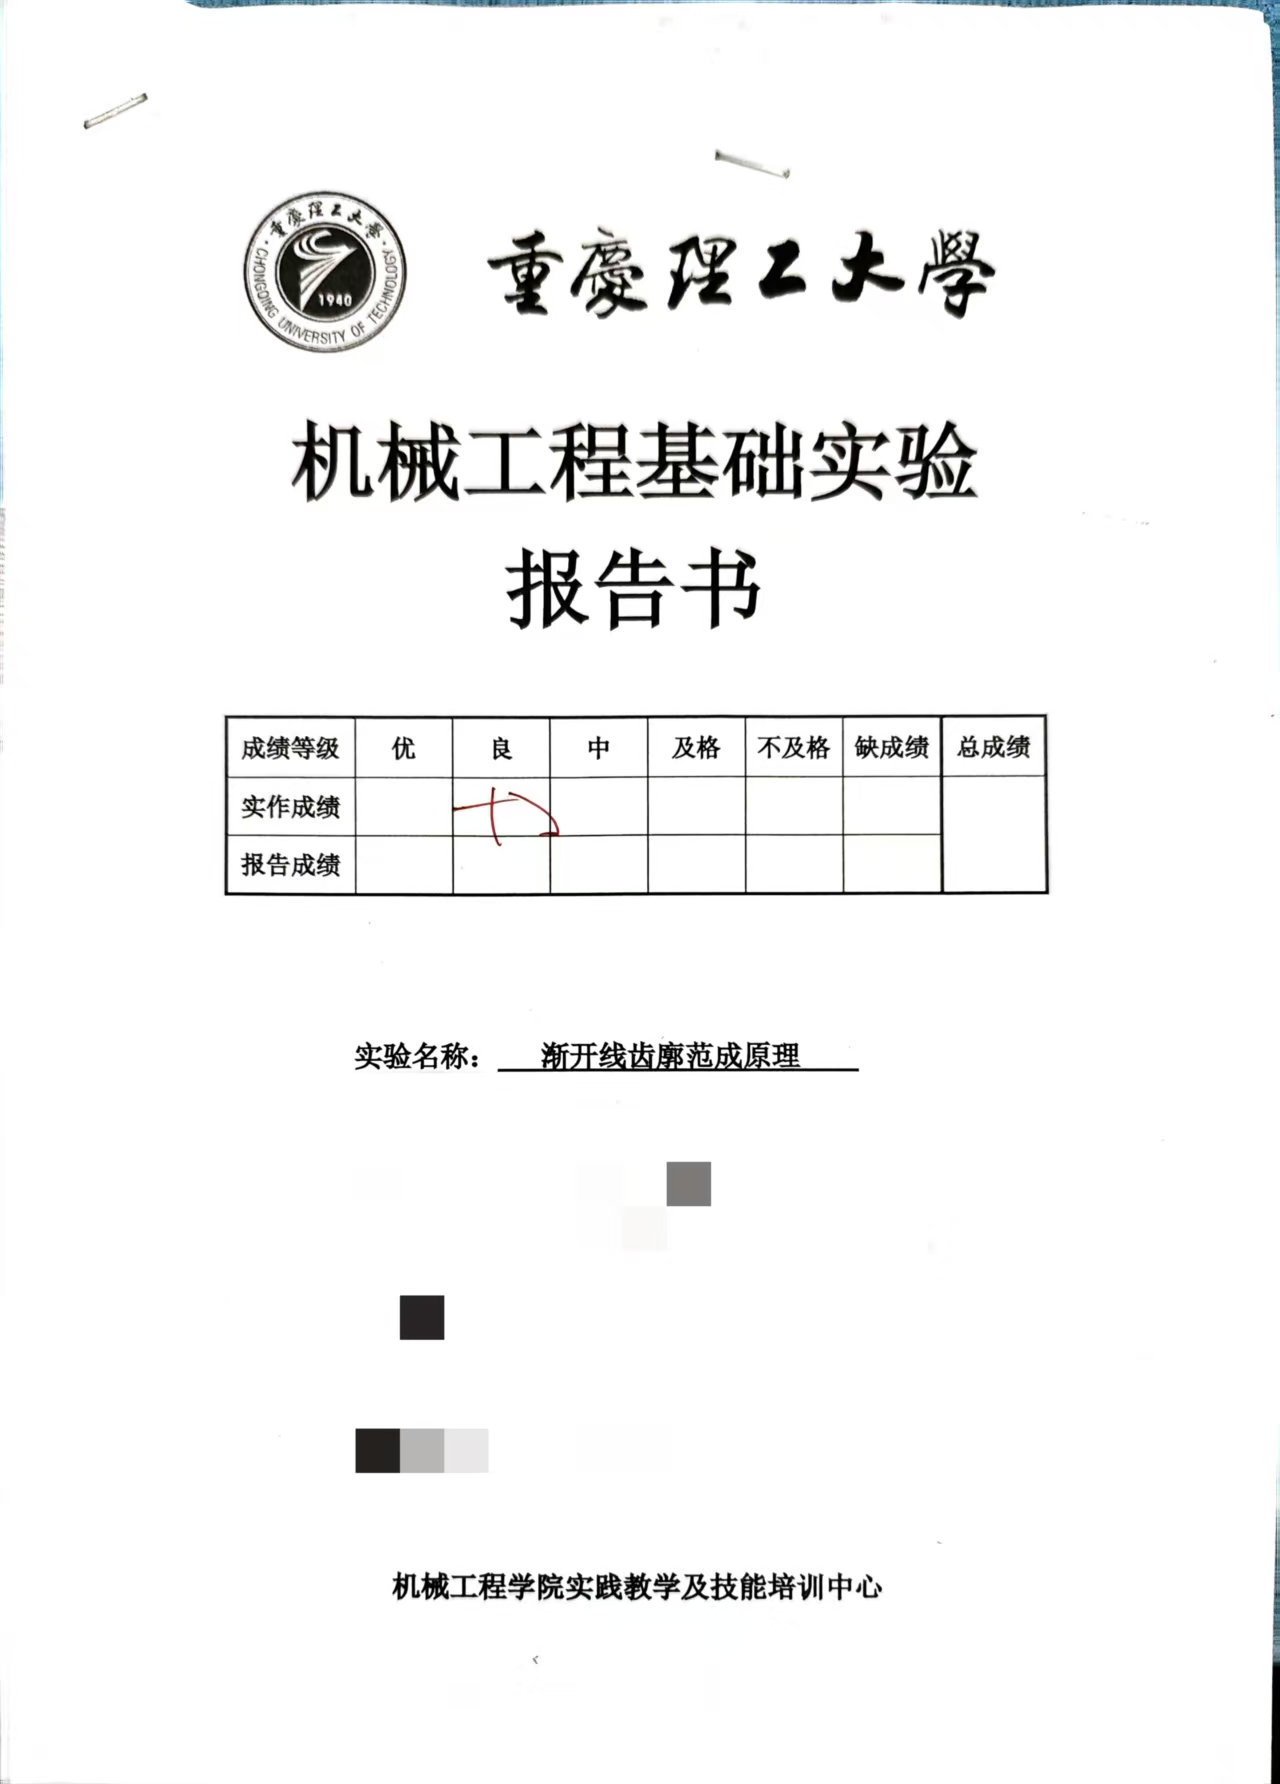 重慶理工大學
CHONGQING UNIVERSITY OF TECHNOLOGY
1940
重慶理工大學
机械工程基础实验
报告书
成绩等级 优 良 中 及格 不及格 缺成绩 总成绩
实作成绩
报告成绩
实验名称： 渐开线齿廓范成原理
机械工程学院实践教学及技能培训中心